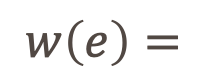 w(e) =